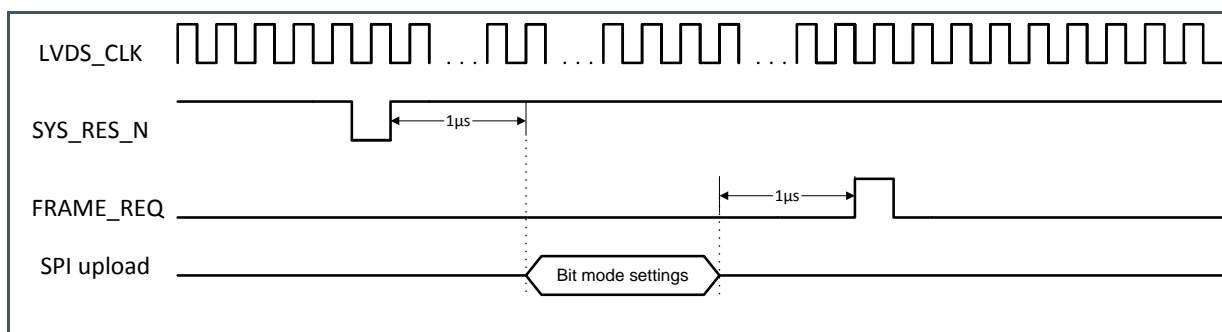 LVDS_CLK
. . .
. . .
. . .
SYS_RES_N
1µs
FRAME_REQ
1µs
SPI upload
Bit mode settings